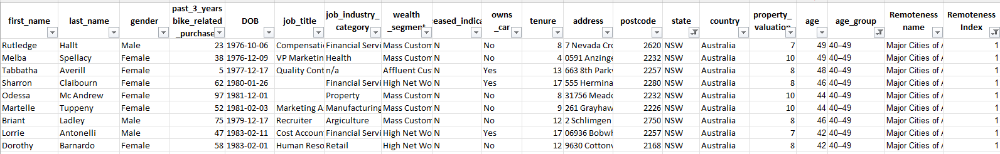 first_name last_name gender past_3_years bike_related _purchase DOB job_title job_industry_ category wealth _segment ceased_indica owns _car tenure address postcode state country property_ valuation age age_group Remoteness name Remoteness Index
Rutledge Hallt Male 23 1976-10-06 Compensati Financial Servi Mass Custom N No 8 7 Nevada Cro 2620 NSW Australia 7 49 40–49 Major Cities of A 1
Melba Spellacy Female 38 1976-12-09 VP Marketin Health Mass Custom N No 4 0591 Anzinge 2232 NSW Australia 10 49 40–49 Major Cities of A 1
Tabbatha Averill Female 5 1977-12-17 Quality Cont n/a Affluent Cus N Yes 13 663 8th Park 2257 NSW Australia 8 48 40–49 Major Cities of A 1
Sharron Claibourn Female 62 1980-01-26 Financial Servi High Net Wo N Yes 17 555 Hermina 2280 NSW Australia 8 46 40–49 Major Cities of A 1
Odessa Mc Andrew Female 97 1981-12-01 Property Mass Custom N No 8 31756 Meado 2232 NSW Australia 10 44 40–49 Major Cities of A 1
Martelle Tuppeny Female 52 1981-02-03 Marketing A Manufacturing Mass Custom N No 9 261 Grayhaw 2226 NSW Australia 10 44 40–49 Major Cities of A 1
Briant Ladley Male 75 1979-12-17 Recruiter Argiculture Mass Custom N No 12 2 Schlimgen 2750 NSW Australia 8 46 40–49 Major Cities of A 1
Lorrie Antonelli Male 47 1983-02-11 Cost Accoun Financial Servi High Net Wo N Yes 17 06936 Bobwh 2257 NSW Australia 7 42 40–49 Major Cities of A 1
Dorothy Barnardo Female 58 1983-02-01 Human Reso Retail High Net Wo N No 12 9630 Cottonv 2168 NSW Australia 8 42 40–49 Major Cities of A 1